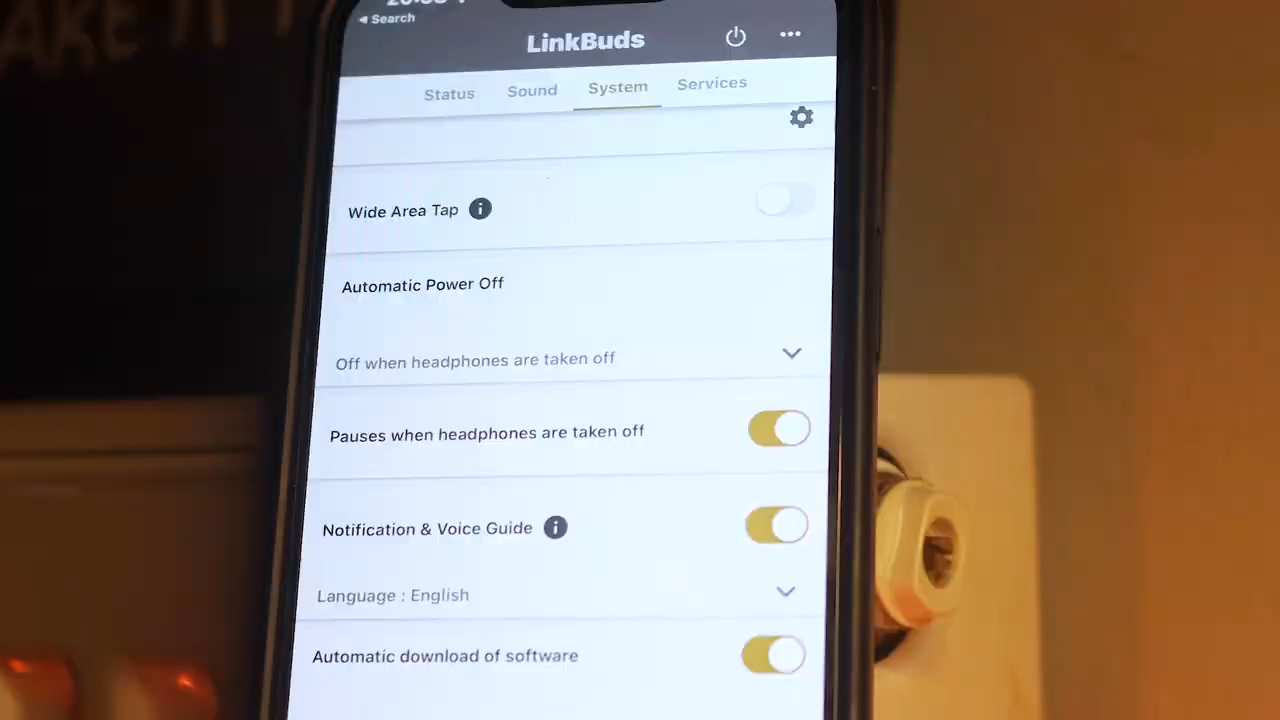 Search
LinkBuds
Status Sound System Services
Wide Area Tap
Automatic Power Off
Off when headphones are taken off
Pauses when headphones are taken off
Notification & Voice Guide
Language : English
Automatic download of software